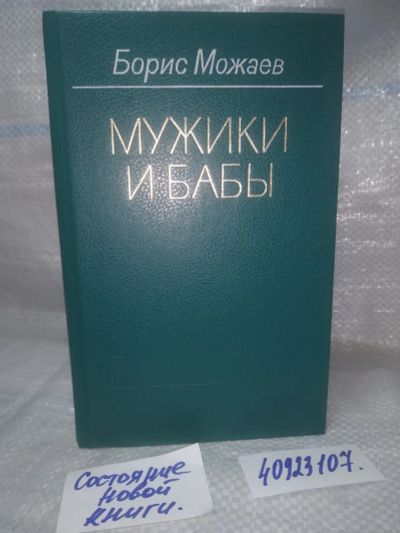 Борис Можаев
МУЖИКИ
И БАБЫ
Состояние
новой
книги.
40923107.